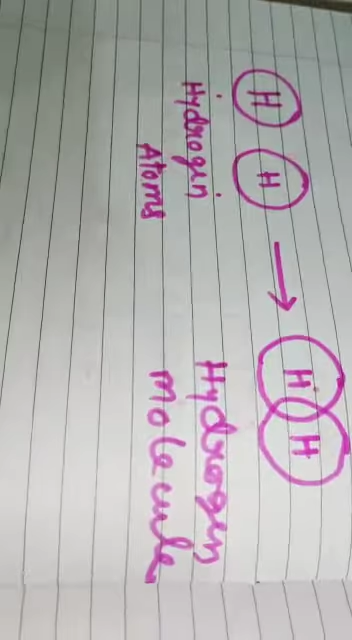 H H → H H
Hydrogen
Atoms
Hydrogen
molecule